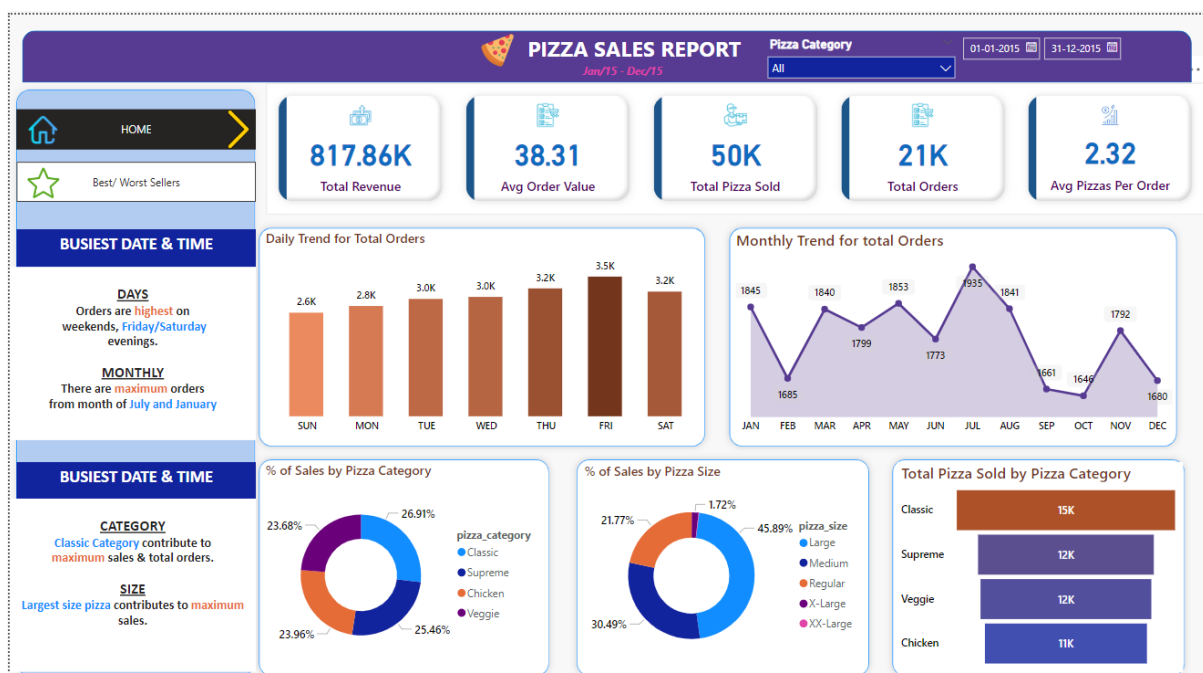 PIZZA SALES REPORT
Jan/15 - Dec/15
Pizza Category
All
01-01-2015
31-12-2015
HOME
Best/ Worst Sellers
817.86K
Total Revenue
38.31
Avg Order Value
50K
Total Pizza Sold
21K
Total Orders
2.32
Avg Pizzas Per Order
BUSIEST DATE & TIME
DAYS
Orders are highest on
weekends, Friday/Saturday
evenings.
MONTHLY
There are maximum orders
from month of July and January
Daily Trend for Total Orders
2.6K
2.8K
3.0K
3.0K
3.2K
3.5K
3.2K
SUN
MON
TUE
WED
THU
FRI
SAT
Monthly Trend for total Orders
1845
1685
1840
1799
1853
1773
1935
1841
1661
1646
1792
1680
JAN
FEB
MAR
APR
MAY
JUN
JUL
AUG
SEP
OCT
NOV
DEC
BUSIEST DATE & TIME
CATEGORY
Classic Category contribute to
maximum sales & total orders.
SIZE
Largest size pizza contributes to maximum
sales.
% of Sales by Pizza Category
26.91%
25.46%
23.96%
23.68%
pizza_category
Classic
Supreme
Chicken
Veggie
% of Sales by Pizza Size
1.72%
45.89%
30.49%
21.77%
pizza_size
Large
Medium
Regular
X-Large
XX-Large
Total Pizza Sold by Pizza Category
Classic
15K
Supreme
12K
Veggie
12K
Chicken
11K